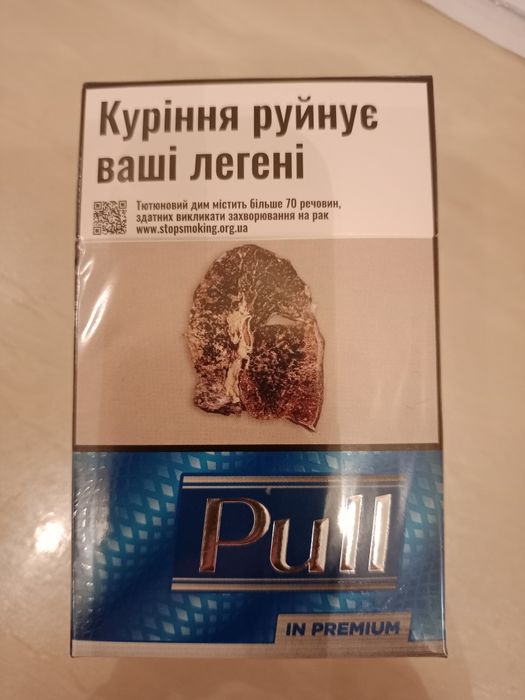 Куріння руйнує
ваші легені
Тютюновий дим містить більше 70 речовин,
здатних викликати захворювання на рак
www.stopsmoking.org.ua
Pull
IN PREMIUM